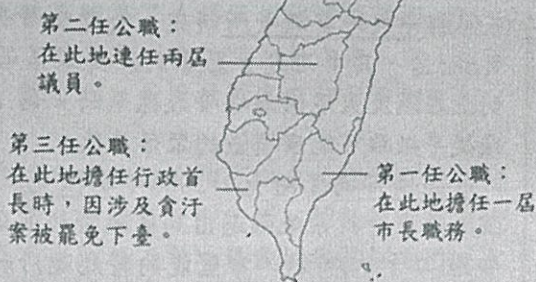 第二任公職：
在此地連任兩屆
議員。
第三任公職：
在此地擔任行政首
長時，因涉及貪汙
案被罷免下臺。
第一任公職：
在此地擔任一屆
市長職務。